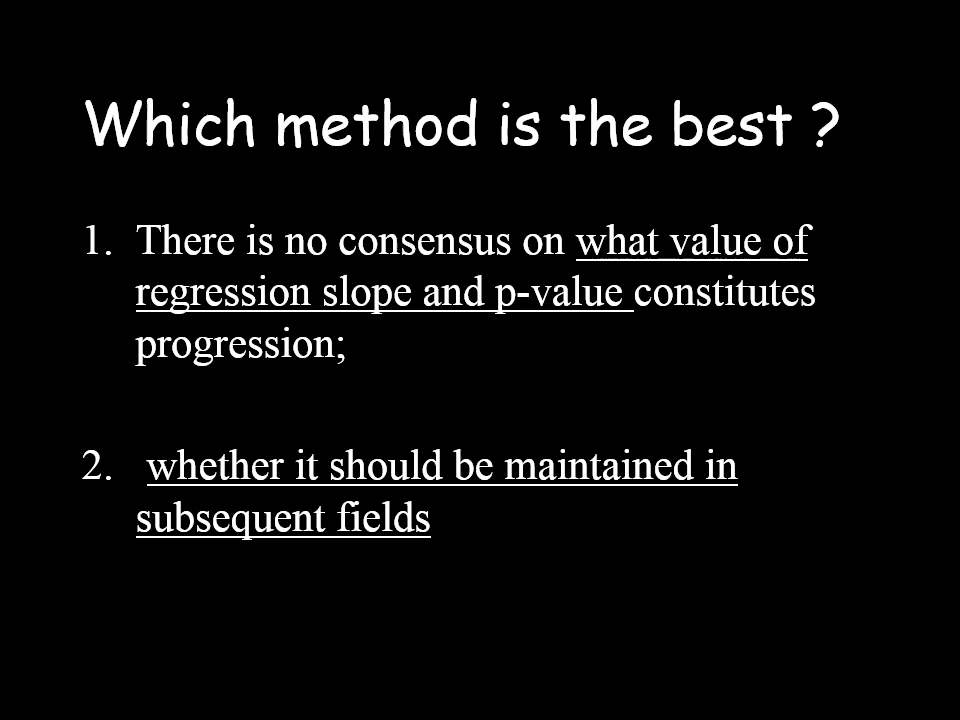 Which method is the best ?
1. There is no consensus on what value of
regression slope and p-value constitutes
progression;
2. whether it should be maintained in
subsequent fields